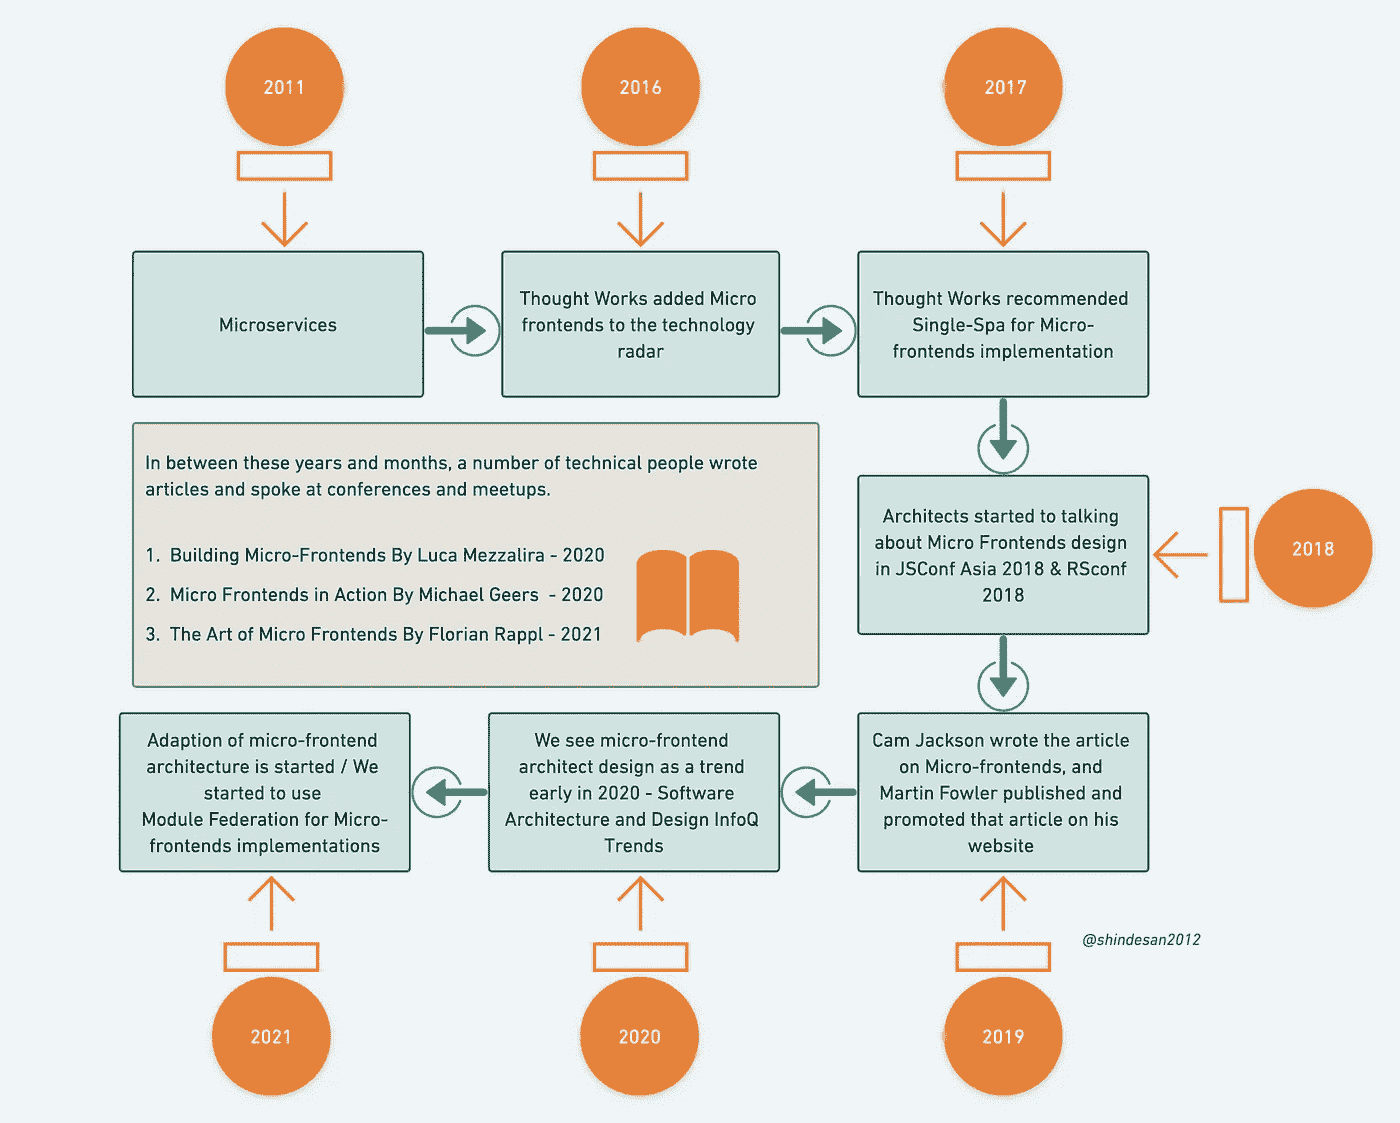 2011
2016
2017
Microservices
Thought Works added Micro
frontends to the technology
radar
Thought Works recommended
Single-Spa for Micro-
frontends implementation
In between these years and months, a number of technical people wrote
articles and spoke at conferences and meetups.
1. Building Micro-Frontends By Luca Mezzalira - 2020
2. Micro Frontends in Action By Michael Geers - 2020
3. The Art of Micro Frontends By Florian Rappl - 2021
Architects started to talking
about Micro Frontends design
in JSConf Asia 2018 & RSconf
2018
2018
Cam Jackson wrote the article
on Micro-frontends, and
Martin Fowler published and
promoted that article on his
website
We see micro-frontend
architect design as a trend
early in 2020 - Software
Architecture and Design InfoQ
Trends
Adaption of micro-frontend
architecture is started / We
started to use
Module Federation for Micro-
frontends implementations
@shindesan2012
2021
2020
2019